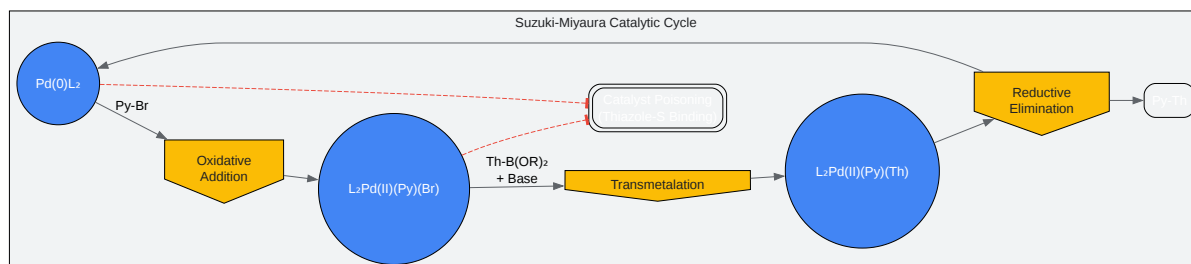 Suzuki-Miyaura Catalytic Cycle
Pd(0)L₂
Py-Br
Oxidative
Addition
L₂Pd(II)(Py)(Br)
Catalyst Poisoning
(Thiazole-S Binding)
Th-B(OR)₂
+ Base
Transmetalation
L₂Pd(II)(Py)(Th)
Reductive
Elimination
Py-Th